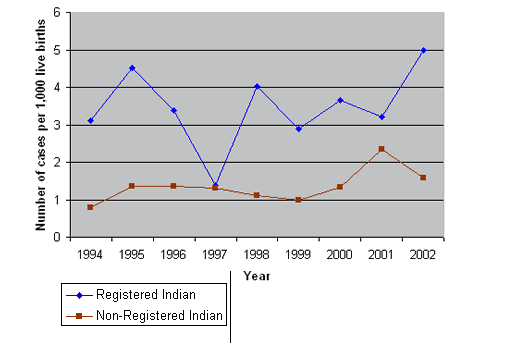 Number of cases per 1,000 live births
6
5
4
3
2
1
0
1994 1995 1996 1997 1998 1999 2000 2001 2002
Year
Registered Indian
Non-Registered Indian